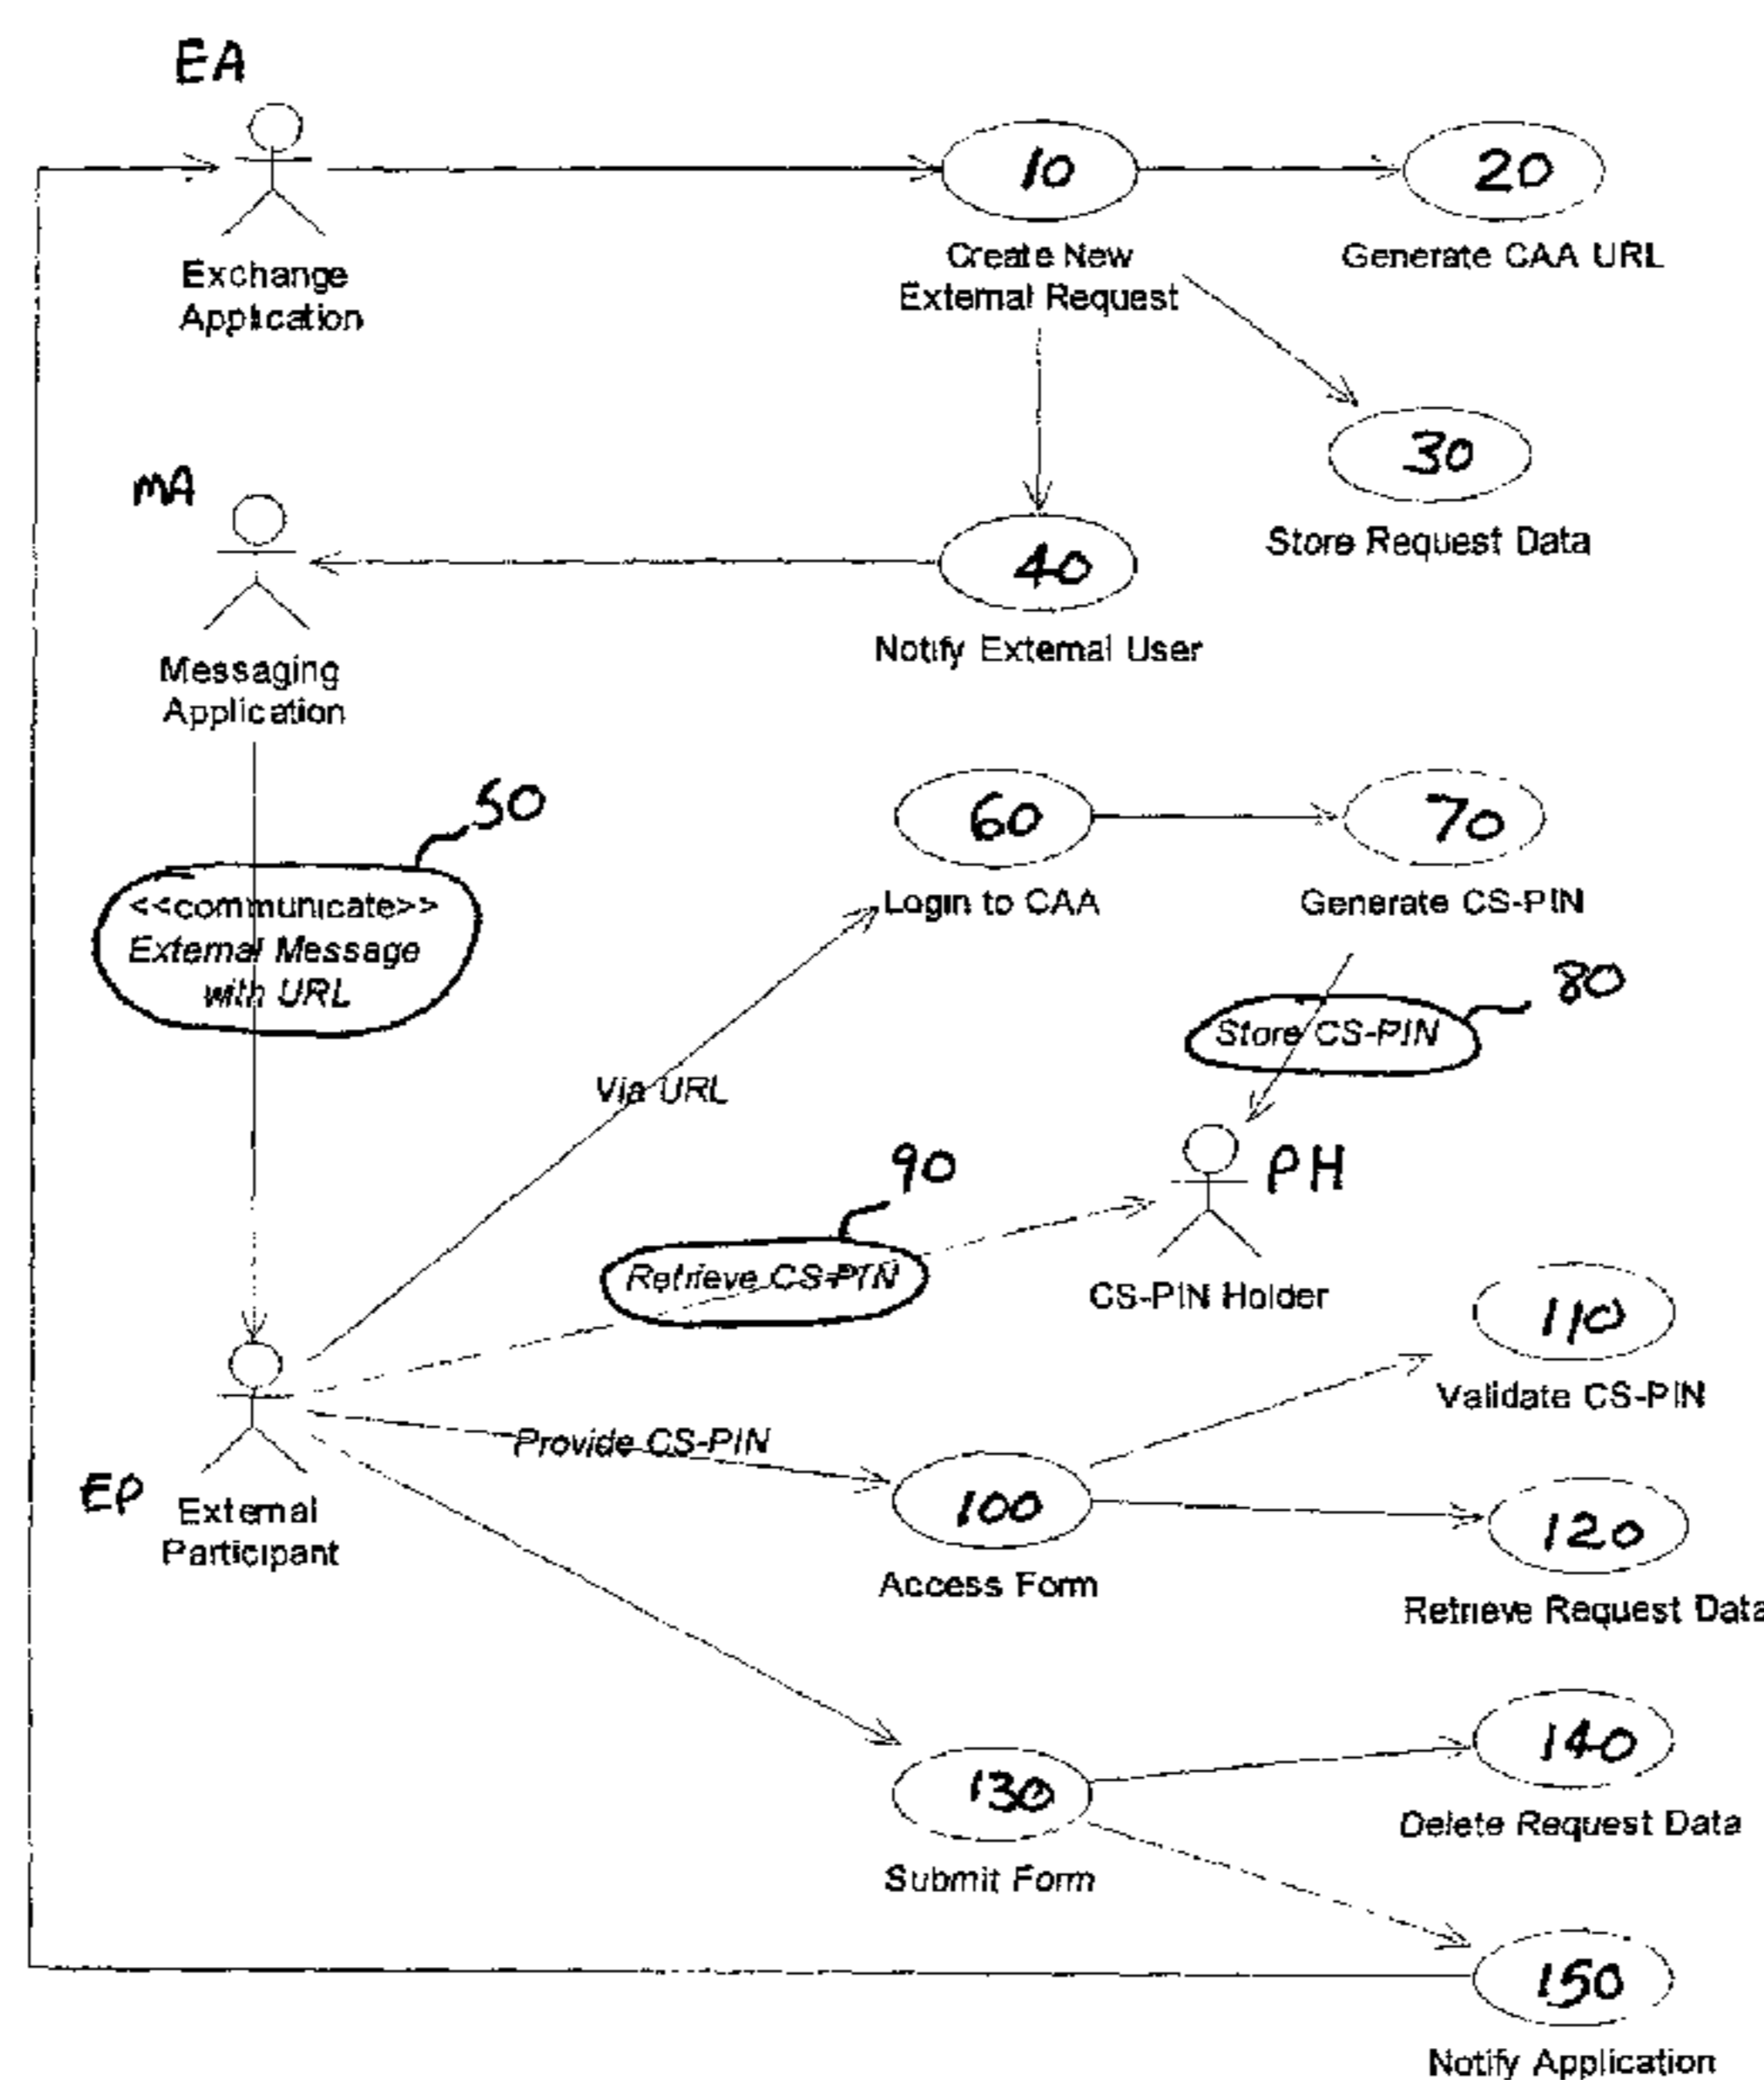 EA
10
20
Exchange
Application
Create New
External Request
Generate CAA URL
MA
30
Store Request Data
40
Notify External User
Messaging
Application
50
<<communicate>>
External Message
with URL
60
70
Login to CAA
Generate CS-PIN
80
Store CS-PIN
Via URL
90
Retrieve CS-PIN
PH
CS-PIN Holder
110
Validate CS-PIN
Provide CS-PIN
EP
External
Participant
100
Access Form
120
Retrieve Request Data
130
Submit Form
140
Delete Request Data
150
Notify Application